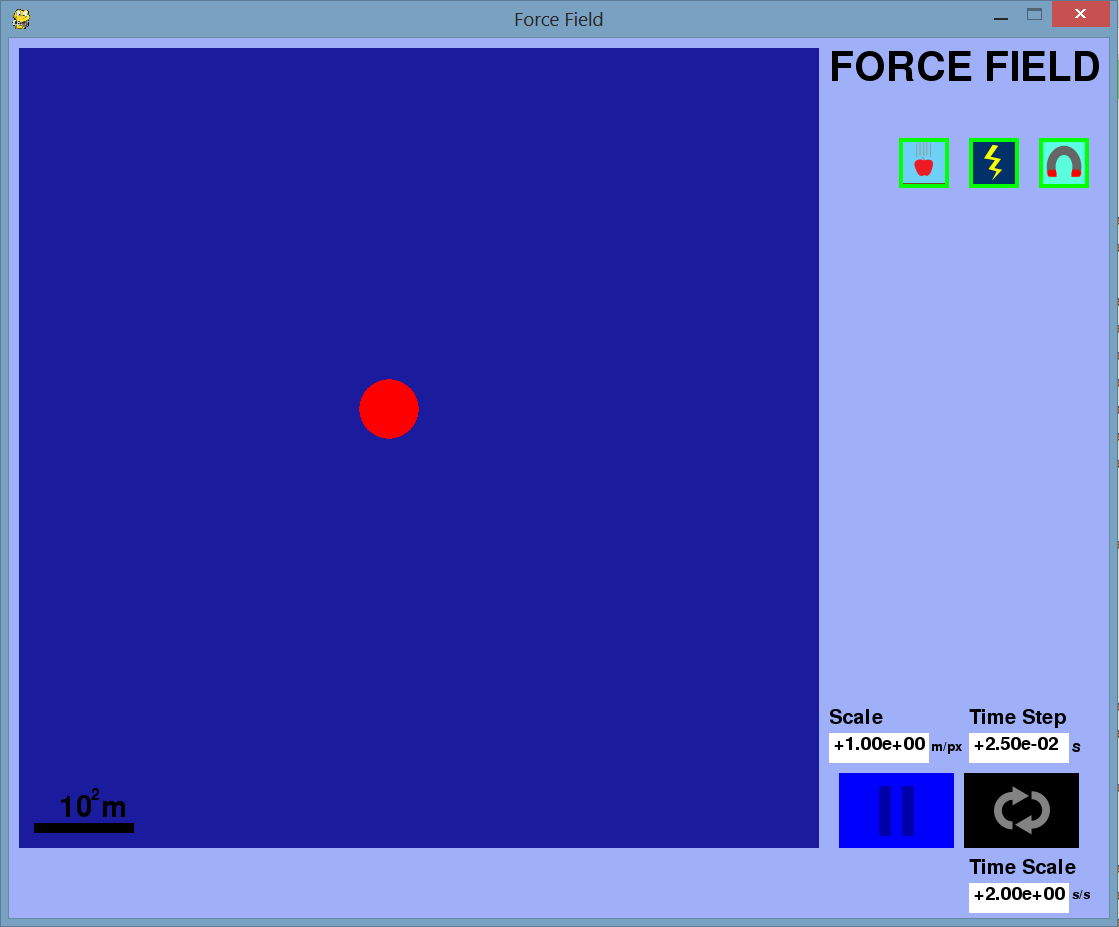 Force Field
FORCE FIELD
Scale
Time Step
+1.00e+00 m/px
+2.50e-02 s
10² m
Time Scale
+2.00e+00 s/s